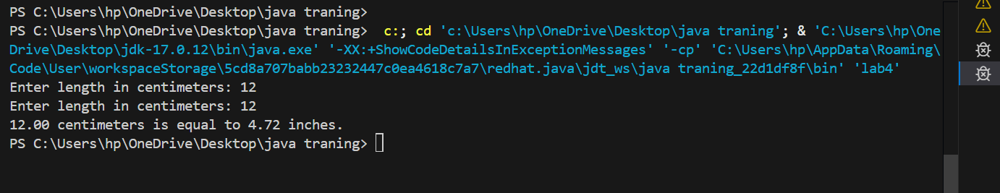 PS C:\Users\hp\OneDrive\Desktop\java traning>
PS C:\Users\hp\OneDrive\Desktop\java traning>  c:; cd 'c:\Users\hp\OneDrive\Desktop\java traning'; & 'C:\Users\hp\One
Drive\Desktop\jdk-17.0.12\bin\java.exe' '-XX:+ShowCodeDetailsInExceptionMessages' '-cp' 'C:\Users\hp\AppData\Roaming\
Code\User\workspaceStorage\5cd8a707babb23232447c0ea4618c7a7\redhat.java\jdt_ws\java traning_22d1df8f\bin' 'lab4'
Enter length in centimeters: 12
Enter length in centimeters: 12
12.00 centimeters is equal to 4.72 inches.
PS C:\Users\hp\OneDrive\Desktop\java traning>